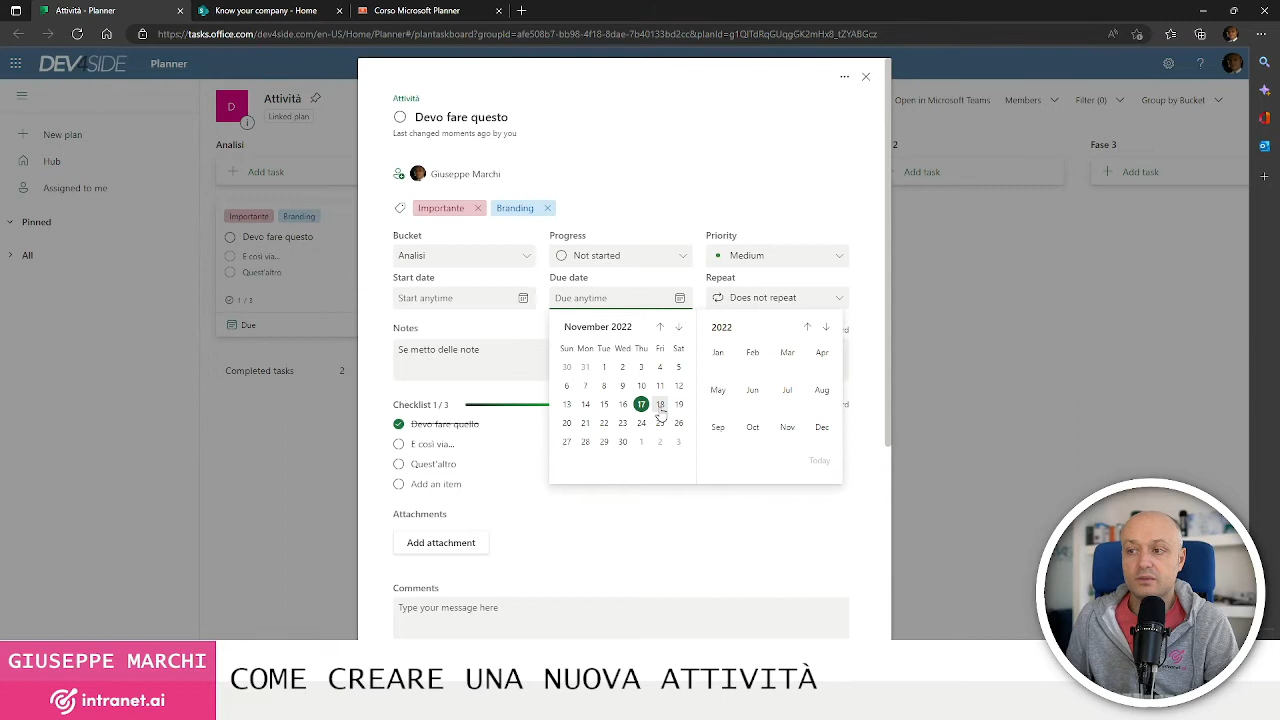 Attività - Planner
Know your company - Home
Corso Microsoft Planner
https://tasks.office.com/dev4side.com/en-US/Home/Planner#/plantaskboard?groupId=afe508b7-bb98-4f18-8dae-7b40133bd2cc&planId=g1QITdRqGUqgGK2mHx8_tZYABGUc
DEV4SIDE
Planner
New plan
Hub
Assigned to me
Pinned
All
D
Attività
Linked plan
Open in Microsoft Teams
Members
Filter (0)
Group by Bucket
Analisi
Add task
Importante
Branding
Devo fare questo
E così via...
Quest'altro
1 / 3
Due
Completed tasks
2
2
Add task
Fase 3
Add task
Attività
Devo fare questo
Last changed moments ago by you
Giuseppe Marchi
Importante
Branding
Bucket
Progress
Priority
Analisi
Not started
Medium
Start date
Due date
Repeat
Start anytime
Due anytime
Does not repeat
Notes
Se metto delle note
Checklist 1 / 3
Devo fare quello
E così via...
Quest'altro
Add an item
Attachments
Add attachment
Comments
Type your message here
November 2022
Sun Mon Tue Wed Thu Fri Sat
30 31 1 2 3 4 5
6 7 8 9 10 11 12
13 14 15 16 17 18 19
20 21 22 23 24 25 26
27 28 29 30 1 2 3
2022
Jan Feb Mar Apr
May Jun Jul Aug
Sep Oct Nov Dec
Today
GIUSEPPE MARCHI
intranet.ai
COME CREARE UNA NUOVA ATTIVITÀ